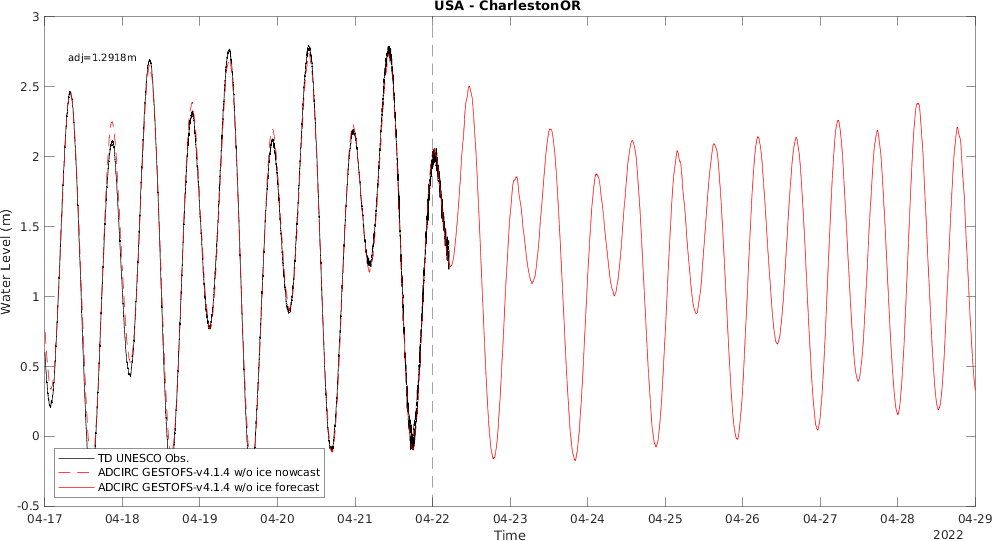 USA - CharlestonOR
adj=1.2918m
3
2.5
2
1.5
1
0.5
0
-0.5
Water Level (m)
TD UNESCO Obs.
ADCIRC GESTOFS-v4.1.4 w/o ice nowcast
ADCIRC GESTOFS-v4.1.4 w/o ice forecast
04-17 04-18 04-19 04-20 04-21 04-22 04-23 04-24 04-25 04-26 04-27 04-28 04-29
Time
2022